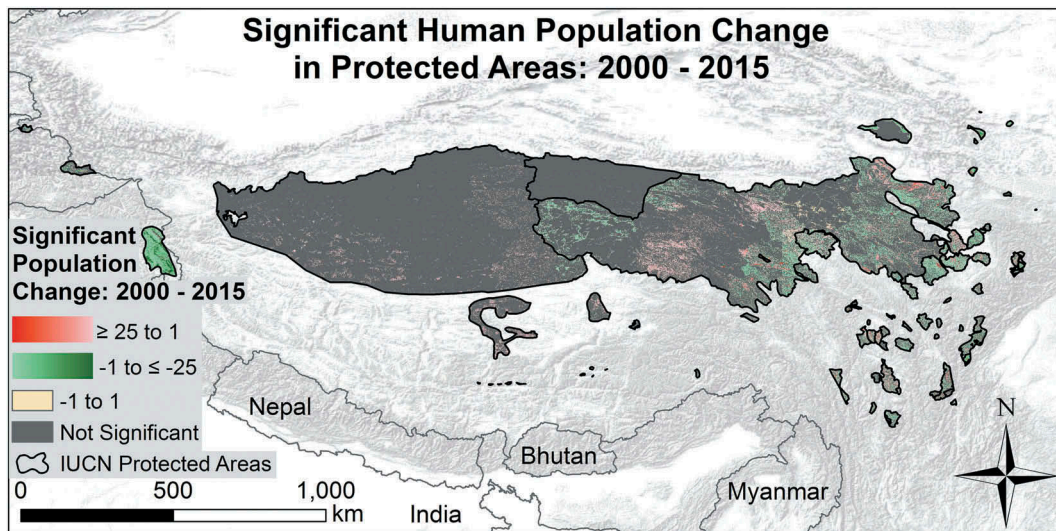 Significant Human Population Change
in Protected Areas: 2000 - 2015
Significant
Population
Change: 2000 - 2015
≥ 25 to 1
-1 to ≤ -25
-1 to 1
Not Significant
IUCN Protected Areas
0 500 1,000
km
Nepal
Bhutan
India
Myanmar
N